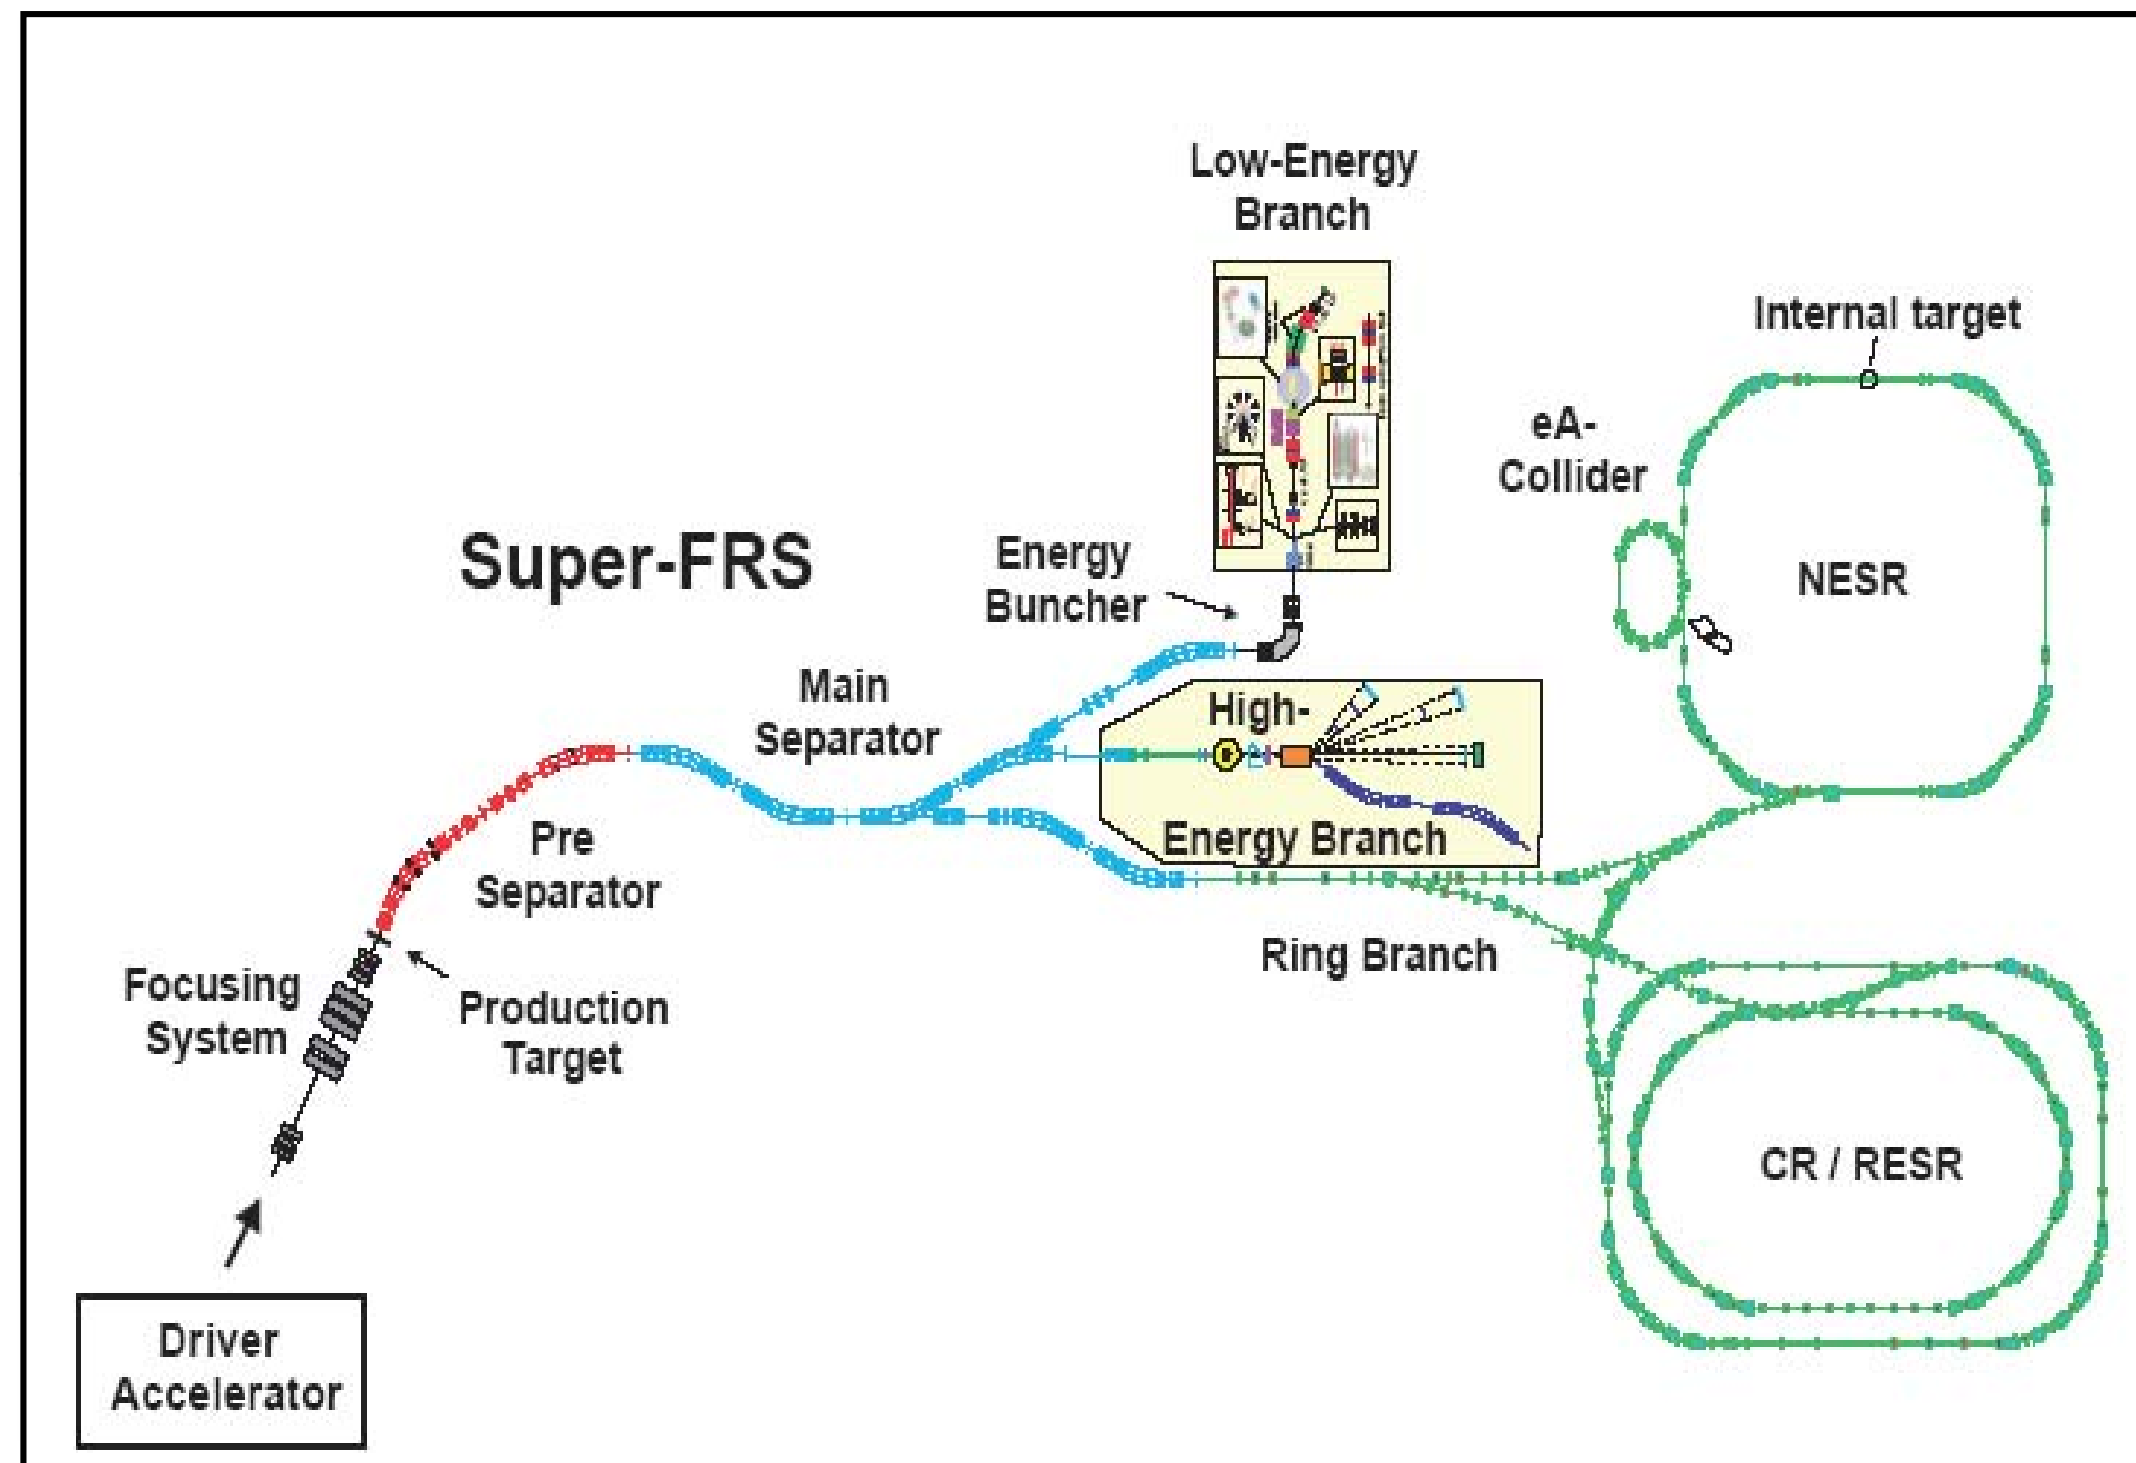 Low-Energy
Branch
Internal target
eA-
Collider
Super-FRS
Energy
Buncher
NESR
Main
Separator
High-
Energy Branch
Pre
Separator
Ring Branch
Focusing
System
Production
Target
CR / RESR
Driver
Accelerator